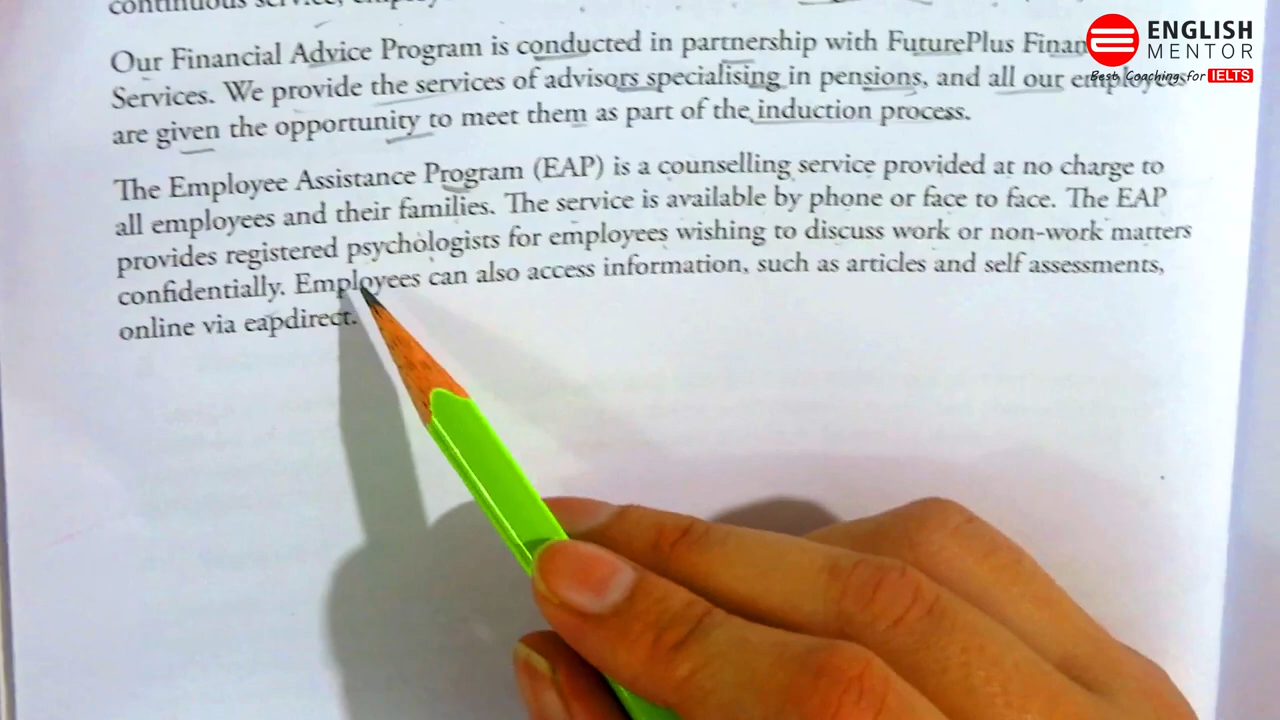 continuous service,
Our Financial Advice Program is conducted in partnership with FuturePlus Finan
Services. We provide the services of advisors specialising in pensions, and all our employees
are given the opportunity to meet them as part of the induction process.
The Employee Assistance Program (EAP) is a counselling service provided at no charge to
all employees and their families. The service is available by phone or face to face. The EAP
provides registered psychologists for employees wishing to discuss work or non-work matters
confidentially. Employees can also access information, such as articles and self assessments,
online via eapdirect.
ENGLISH
MENTOR
Best Coaching for IELTS